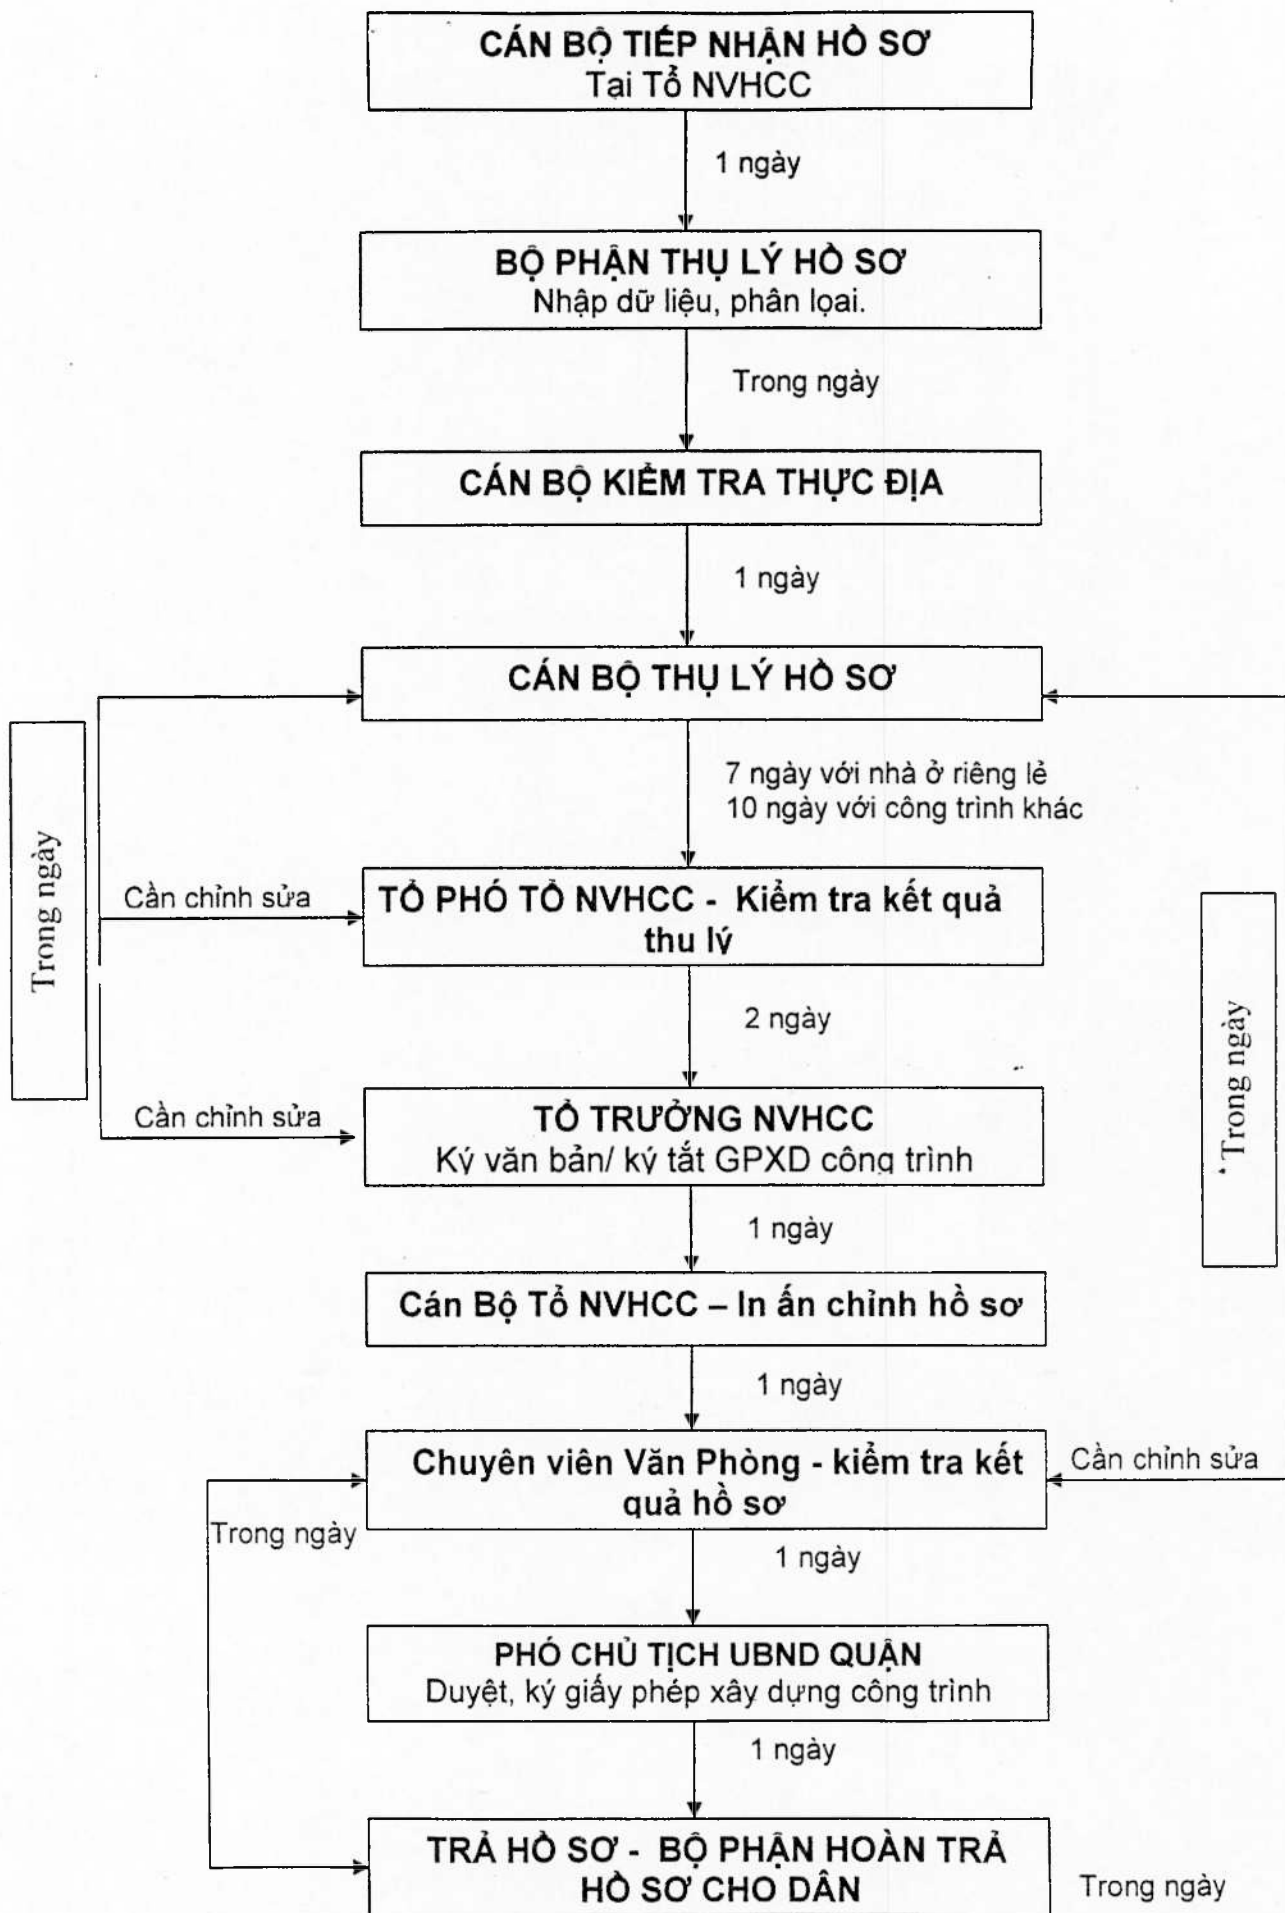 CÁN BỘ TIẾP NHẬN HỒ SƠ
Tại Tổ NVHCC
1 ngày
BỘ PHẬN THỤ LÝ HỒ SƠ
Nhập dữ liệu, phân lọai.
Trong ngày
CÁN BỘ KIỂM TRA THỰC ĐỊA
1 ngày
CÁN BỘ THỤ LÝ HỒ SƠ
7 ngày với nhà ở riêng lẻ
10 ngày với công trình khác
Trong ngày
Cần chỉnh sửa
TỔ PHÓ TỔ NVHCC - Kiểm tra kết quả
thu lý
2 ngày
Trong ngày
Cần chỉnh sửa
TỔ TRƯỞNG NVHCC
Ký văn bản/ ký tắt GPXD công trình
1 ngày
Cán Bộ Tổ NVHCC – In ấn chỉnh hồ sơ
1 ngày
Chuyên viên Văn Phòng - kiểm tra kết
quả hồ sơ
Cần chỉnh sửa
Trong ngày
1 ngày
PHÓ CHỦ TỊCH UBND QUẬN
Duyệt, ký giấy phép xây dựng công trình
1 ngày
TRẢ HỒ SƠ - BỘ PHẬN HOÀN TRẢ
HỒ SƠ CHO DÂN
Trong ngày